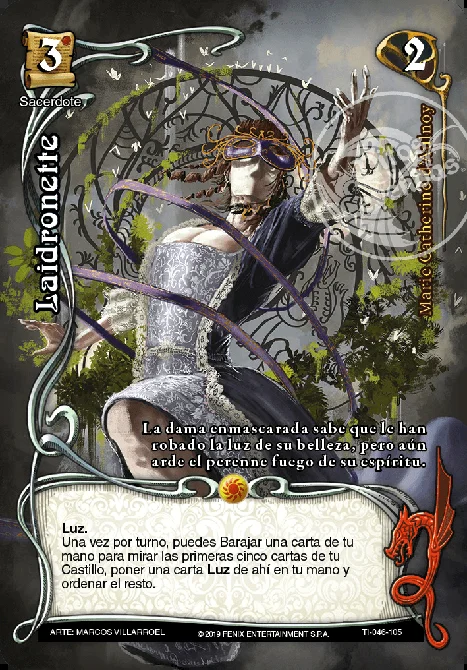 3
2
Sacerdote
Laidronette
Marie Catherine d'Aulnoy
La dama enmascarada sabe que le han
robado la luz de su belleza, pero aún
arde el perenne fuego de su espíritu.
Luz.
Una vez por turno, puedes Barajar una carta de tu
mano para mirar las primeras cinco cartas de tu
Castillo, poner una carta Luz de ahí en tu mano y
ordenar el resto.
ARTE: MARCOS VILLARROEL
©2019 FENIX ENTERTAINMENT S.P.A.
TI-046-105